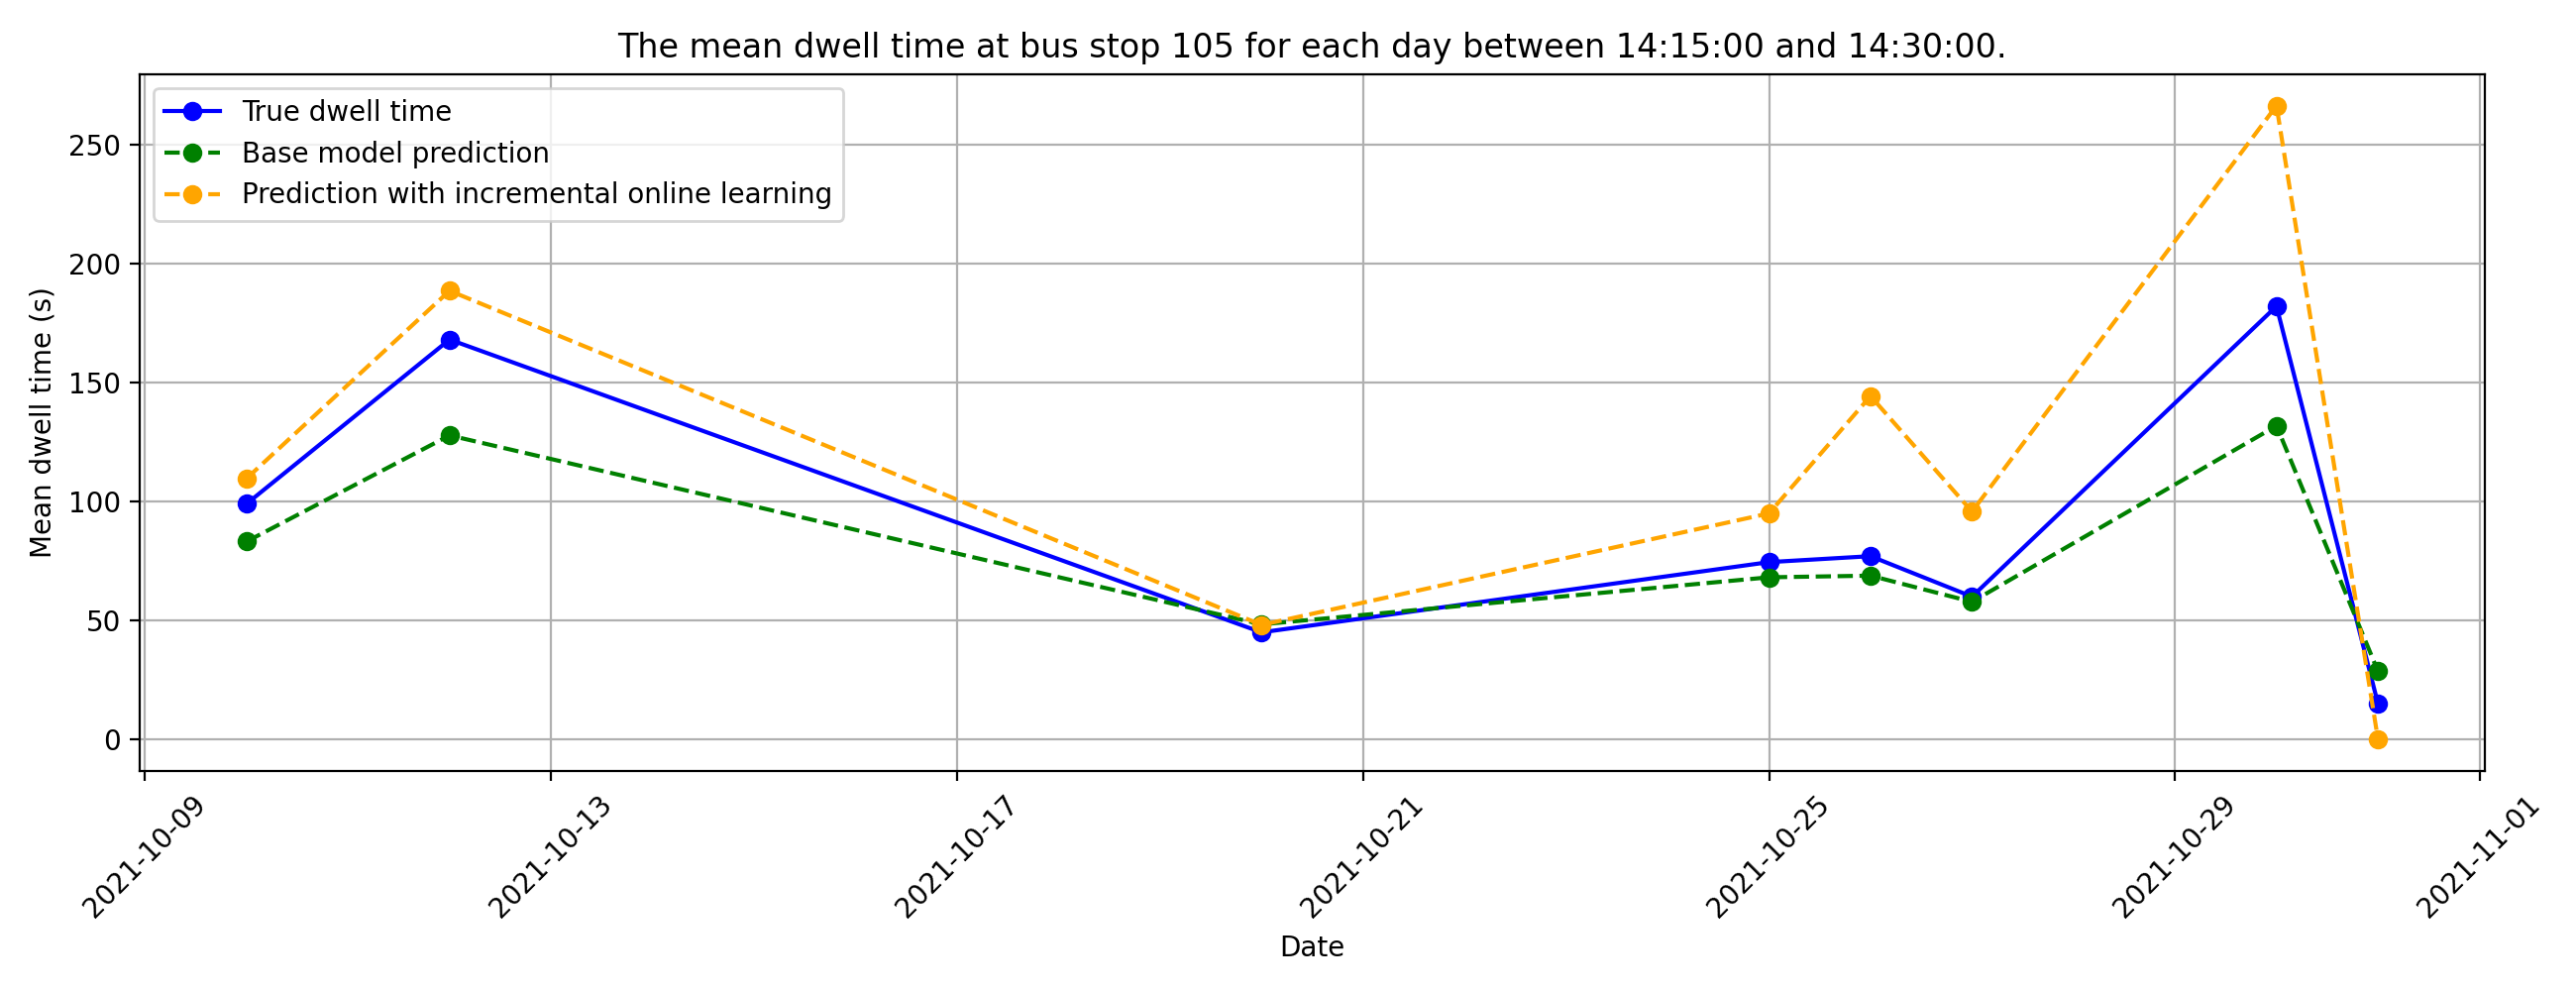 The mean dwell time at bus stop 105 for each day between 14:15:00 and 14:30:00.
True dwell time
Base model prediction
Prediction with incremental online learning
Mean dwell time (s)
250
200
150
100
50
0
2021-10-09
2021-10-13
2021-10-17
2021-10-21
2021-10-25
2021-10-29
2021-11-01
Date